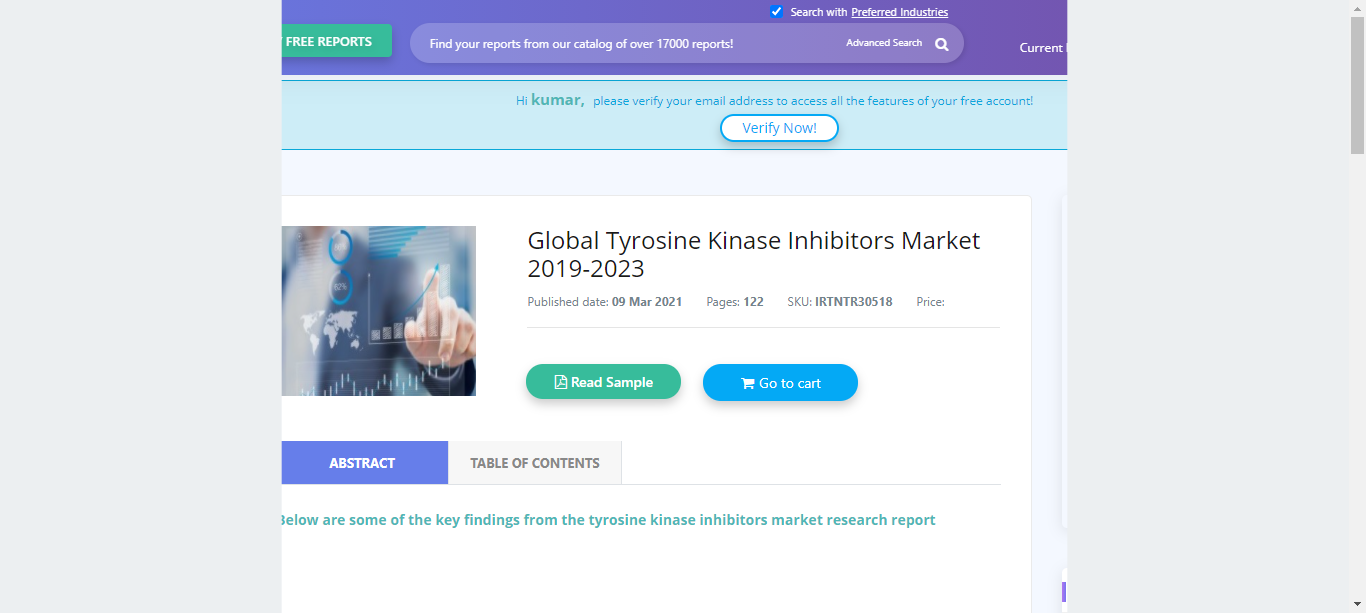 Search with Preferred Industries
FREE REPORTS
Find your reports from our catalog of over 17000 reports!
Advanced Search
Current
Hi kumar, please verify your email address to access all the features of your free account!
Verify Now!
62%
Global Tyrosine Kinase Inhibitors Market
2019-2023
Published date: 09 Mar 2021 Pages: 122 SKU: IRTNTR30518 Price:
Read Sample
Go to cart
ABSTRACT
TABLE OF CONTENTS
Below are some of the key findings from the tyrosine kinase inhibitors market research report